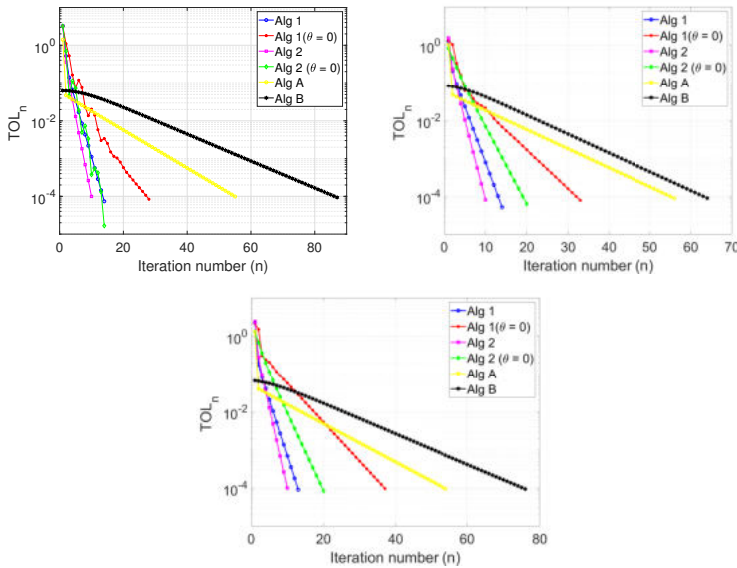 Alg 1
Alg 1(θ = 0)
Alg 2
Alg 2 (θ = 0)
Alg A
Alg B
TOLn
10^0
10^-2
10^-4
0 20 40 60 80
Iteration number (n)
Alg 1
Alg 1(θ = 0)
Alg 2
Alg 2 (θ = 0)
Alg A
Alg B
TOLn
10^0
10^-2
10^-4
0 10 20 30 40 50 60 70
Iteration number (n)
Alg 1
Alg 1(θ = 0)
Alg 2
Alg 2 (θ = 0)
Alg A
Alg B
TOLn
10^0
10^-2
10^-4
0 20 40 60 80
Iteration number (n)